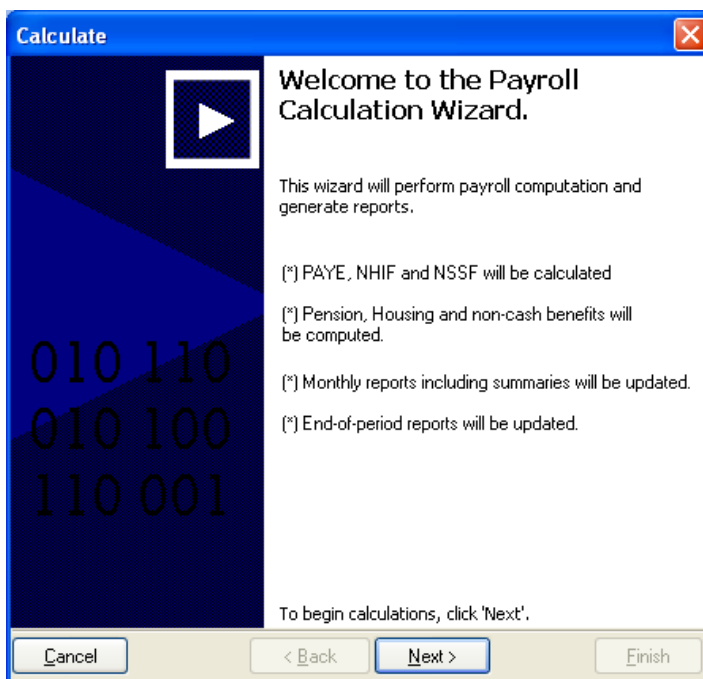 Calculate
Welcome to the Payroll
Calculation Wizard.
This wizard will perform payroll computation and
generate reports.
(*) PAYE, NHIF and NSSF will be calculated
(*) Pension, Housing and non-cash benefits will
be computed.
(*) Monthly reports including summaries will be updated.
(*) End-of-period reports will be updated.
010 110
010 100
110 001
To begin calculations, click 'Next'.
Cancel
< Back
Next >
Finish